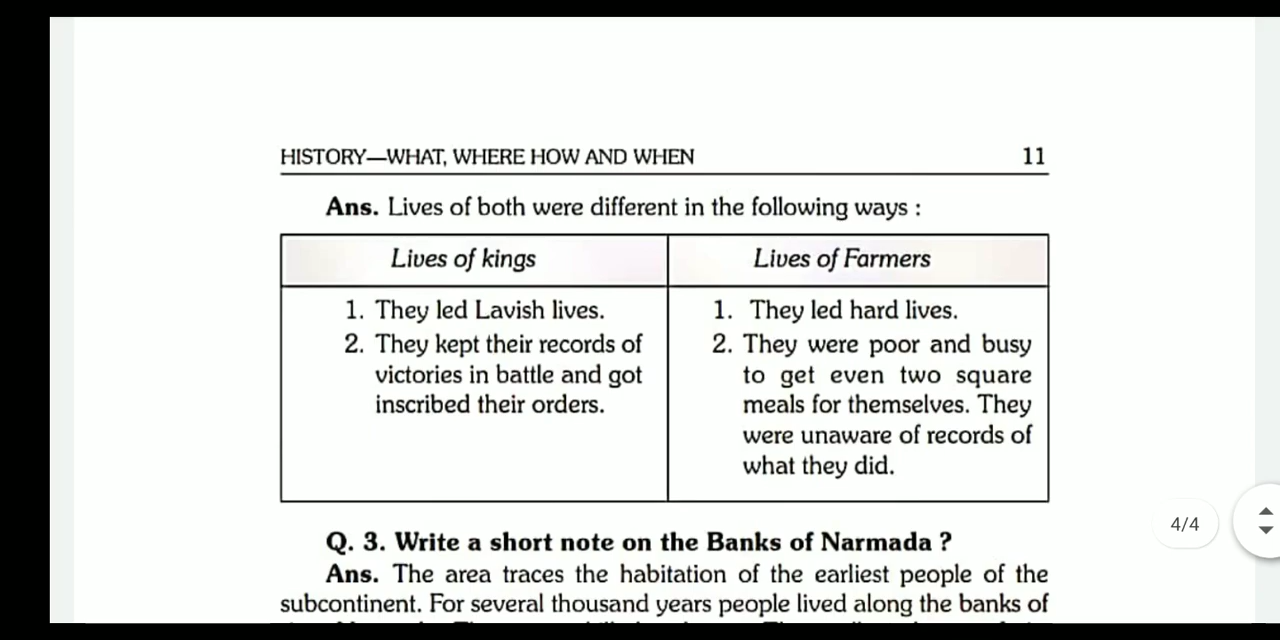 HISTORY—WHAT, WHERE HOW AND WHEN 11
Ans. Lives of both were different in the following ways :
Lives of kings
1. They led Lavish lives.
2. They kept their records of
victories in battle and got
inscribed their orders.
Lives of Farmers
1. They led hard lives.
2. They were poor and busy
to get even two square
meals for themselves. They
were unaware of records of
what they did.
4/4
Q. 3. Write a short note on the Banks of Narmada ?
Ans. The area traces the habitation of the earliest people of the
subcontinent. For several thousand years people lived along the banks of